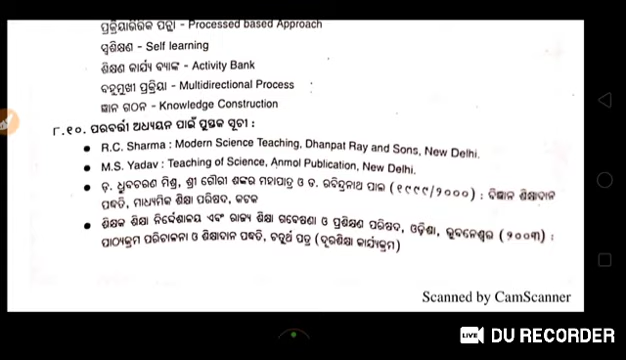 ପ୍ରକ୍ରିୟାଭିତ୍ତିକ ପନ୍ଥା - Processed based Approach
ସ୍ୱଶିକ୍ଷଣ - Self learning
ଶିକ୍ଷଣ କାର୍ଯ୍ୟ ବ୍ୟାଙ୍କ - Activity Bank
ବହୁମୁଖୀ ପ୍ରକ୍ରିୟା - Multidirectional Process
ଜ୍ଞାନ ଗଠନ - Knowledge Construction
୮.୧୦. ପରବର୍ତ୍ତୀ ଅଧ୍ୟୟନ ପାଇଁ ପୁସ୍ତକ ସୂଚୀ :
• R.C. Sharma : Modern Science Teaching, Dhanpat Ray and Sons, New Delhi.
• M.S. Yadav : Teaching of Science, Anmol Publication, New Delhi.
• ଡ଼. ଧ୍ରୁବଚରଣ ମିଶ୍ର, ଶ୍ରୀ ଗୌରୀ ଶଙ୍କର ମହାପାତ୍ର ଓ ଡ. ରବିନ୍ଦ୍ରନାଥ ପାଲ (୧୯୯୯/୨୦୦୦) : ବିଜ୍ଞାନ ଶିକ୍ଷାଦାନ
ପଦ୍ଧତି, ମାଧ୍ୟମିକ ଶିକ୍ଷା ପରିଷଦ, କଟକ
• ଶିକ୍ଷକ ଶିକ୍ଷା ନିର୍ଦ୍ଦେଶାଳୟ ଏବଂ ରାଜ୍ୟ ଶିକ୍ଷା ଗବେଷଣା ଓ ପ୍ରଶିକ୍ଷଣ ପରିଷଦ, ଓଡ଼ିଶା, ଭୁବନେଶ୍ୱର (୨୦୦୩) :
ପାଠ୍ୟକ୍ରମ ପରିଚାଳନା ଓ ଶିକ୍ଷାଦାନ ପଦ୍ଧତି, ଚତୁର୍ଥ ପତ୍ର (ଦୂରଶିକ୍ଷା କାର୍ଯ୍ୟକ୍ରମ)
Scanned by CamScanner
LIVE DU RECORDER